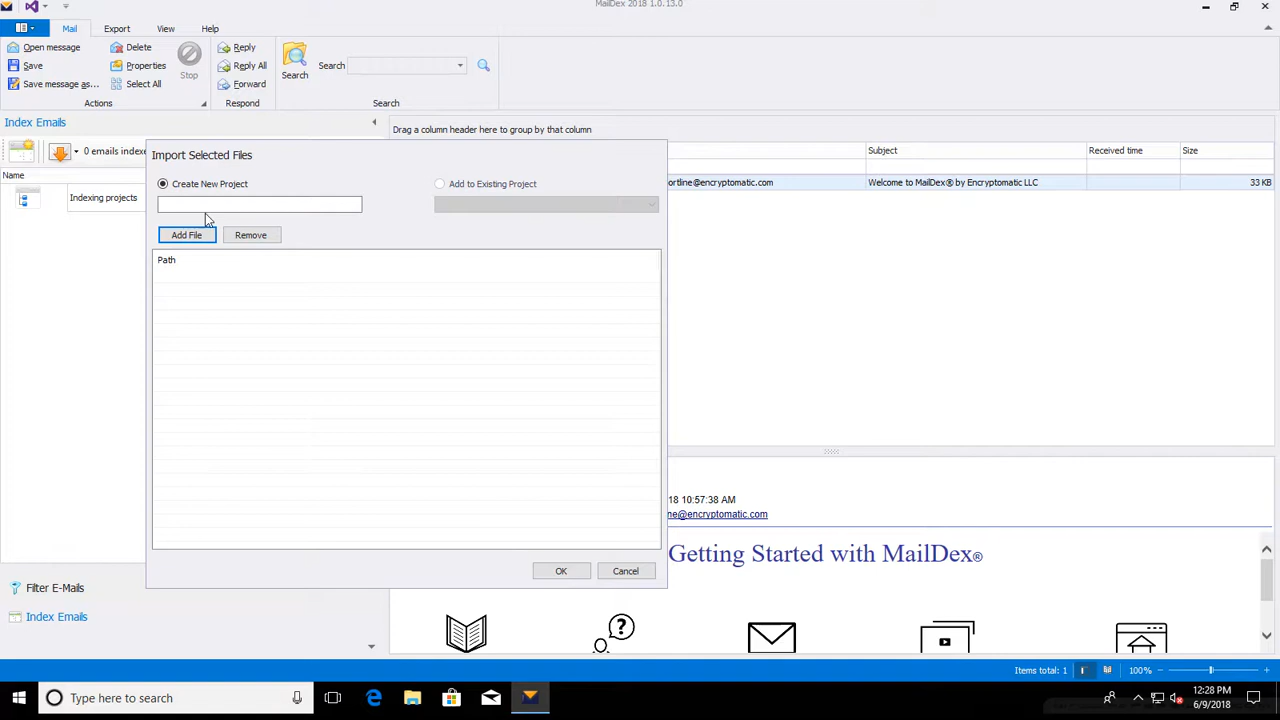 MailDex 2018 1.0.13.0
Mail Export View Help
Open message Delete Reply
Save Properties Stop Reply All Search Search
Save message as... Select All Forward
Actions Respond Search
Index Emails
Drag a column header here to group by that column
0 emails indexe
Subject Received time Size
Name
Indexing projects
ortline@encryptomatic.com Welcome to MailDex® by Encryptomatic LLC 33 KB
Import Selected Files
Create New Project Add to Existing Project
Add File Remove
Path
OK Cancel
18 10:57:38 AM
ne@encryptomatic.com
Getting Started with MailDex®
Filter E-Mails
Index Emails
Items total: 1 100%
Type here to search
12:28 PM
6/9/2018